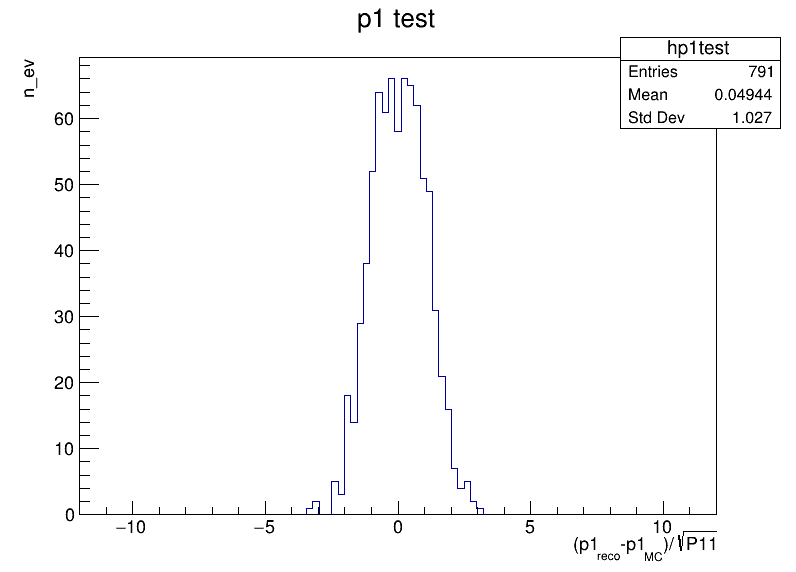 p1 test
hp1test
Entries 791
Mean 0.04944
Std Dev 1.027
n_ev
60
50
40
30
20
10
0
−10 −5 0 5 10
(p1reco-p1MC)/√P11